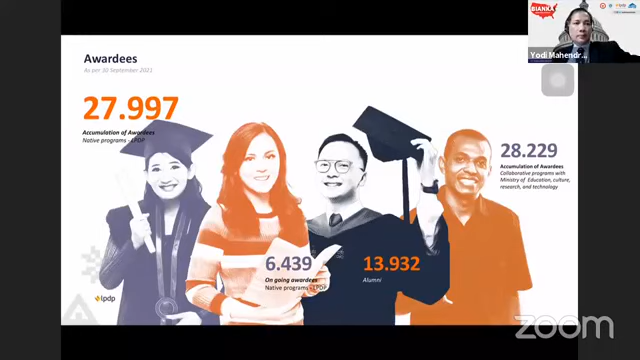 BIANKA
Yodi Mahendr...
Awardees
As per 30 September 2021
27.997
Accumulation of Awardees
Native programs - LPDP
28.229
Accumulation of Awardees
Collaborative programs with
Ministry of Education, culture,
research, and technology
6.439
On going awardees
Native programs - LPDP
13.932
Alumni
lpdp
zoom